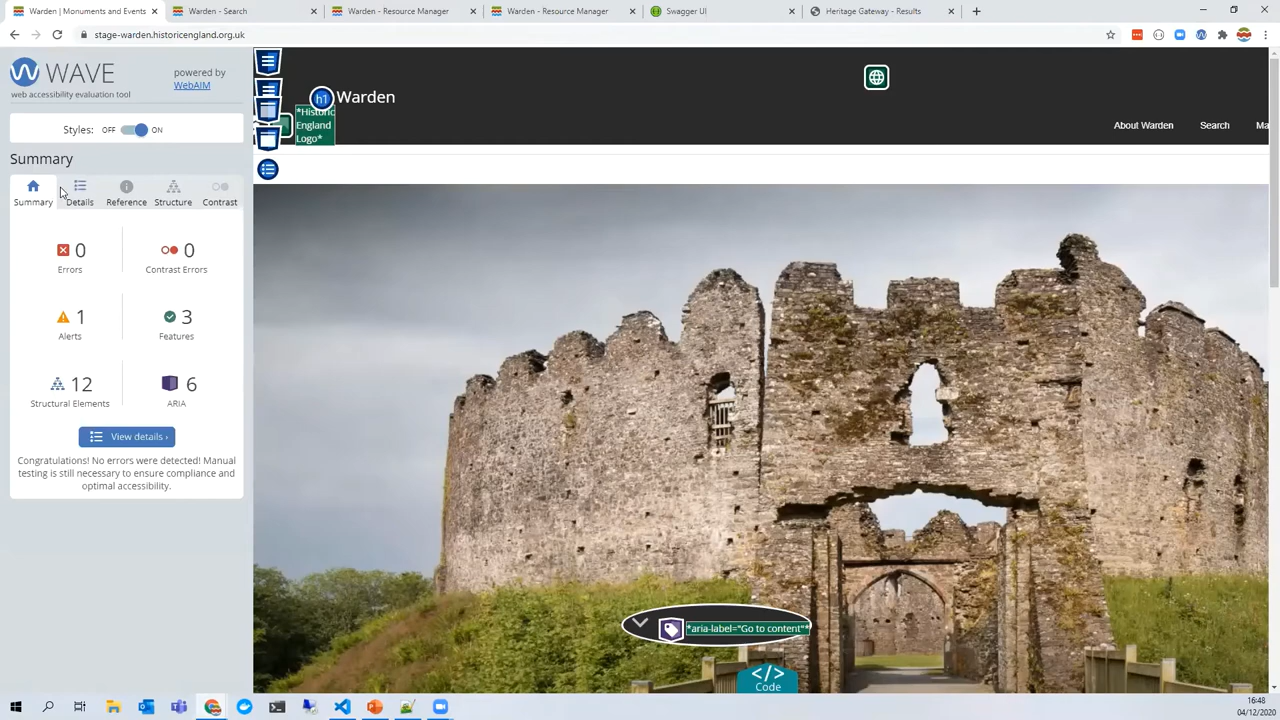 Warden | Monuments and Events
Warden - Search
Warden - Resource Manager
Warden - Resource Manager
Swagger UI
Heritage Gateway - Results
stage-warden.historicengland.org.uk
WAVE
web accessibility evaluation tool
powered by
WebAIM
Styles: OFF ON
Summary
Summary
Details
Reference
Structure
Contrast
0
Errors
0
Contrast Errors
1
Alerts
3
Features
12
Structural Elements
6
ARIA
View details ›
Congratulations! No errors were detected! Manual
testing is still necessary to ensure compliance and
optimal accessibility.
h1 Warden
*Historic
England
Logo*
About Warden
Search
Ma
*aria-label="Go to content"*
</>
Code
16:48
04/12/2020